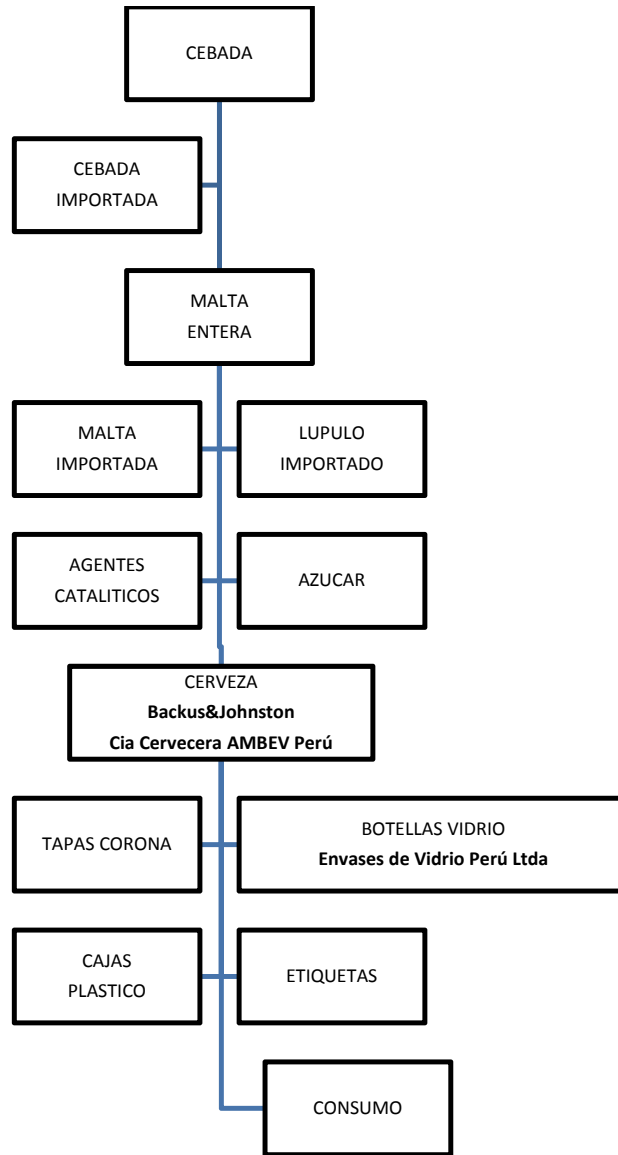 CEBADA
CEBADA
IMPORTADA
MALTA
ENTERA
MALTA
IMPORTADA
LUPULO
IMPORTADO
AGENTES
CATALITICOS
AZUCAR
CERVEZA
Backus&Johnston
Cia Cervecera AMBEV Perú
TAPAS CORONA
BOTELLAS VIDRIO
Envases de Vidrio Perú Ltda
CAJAS
PLASTICO
ETIQUETAS
CONSUMO